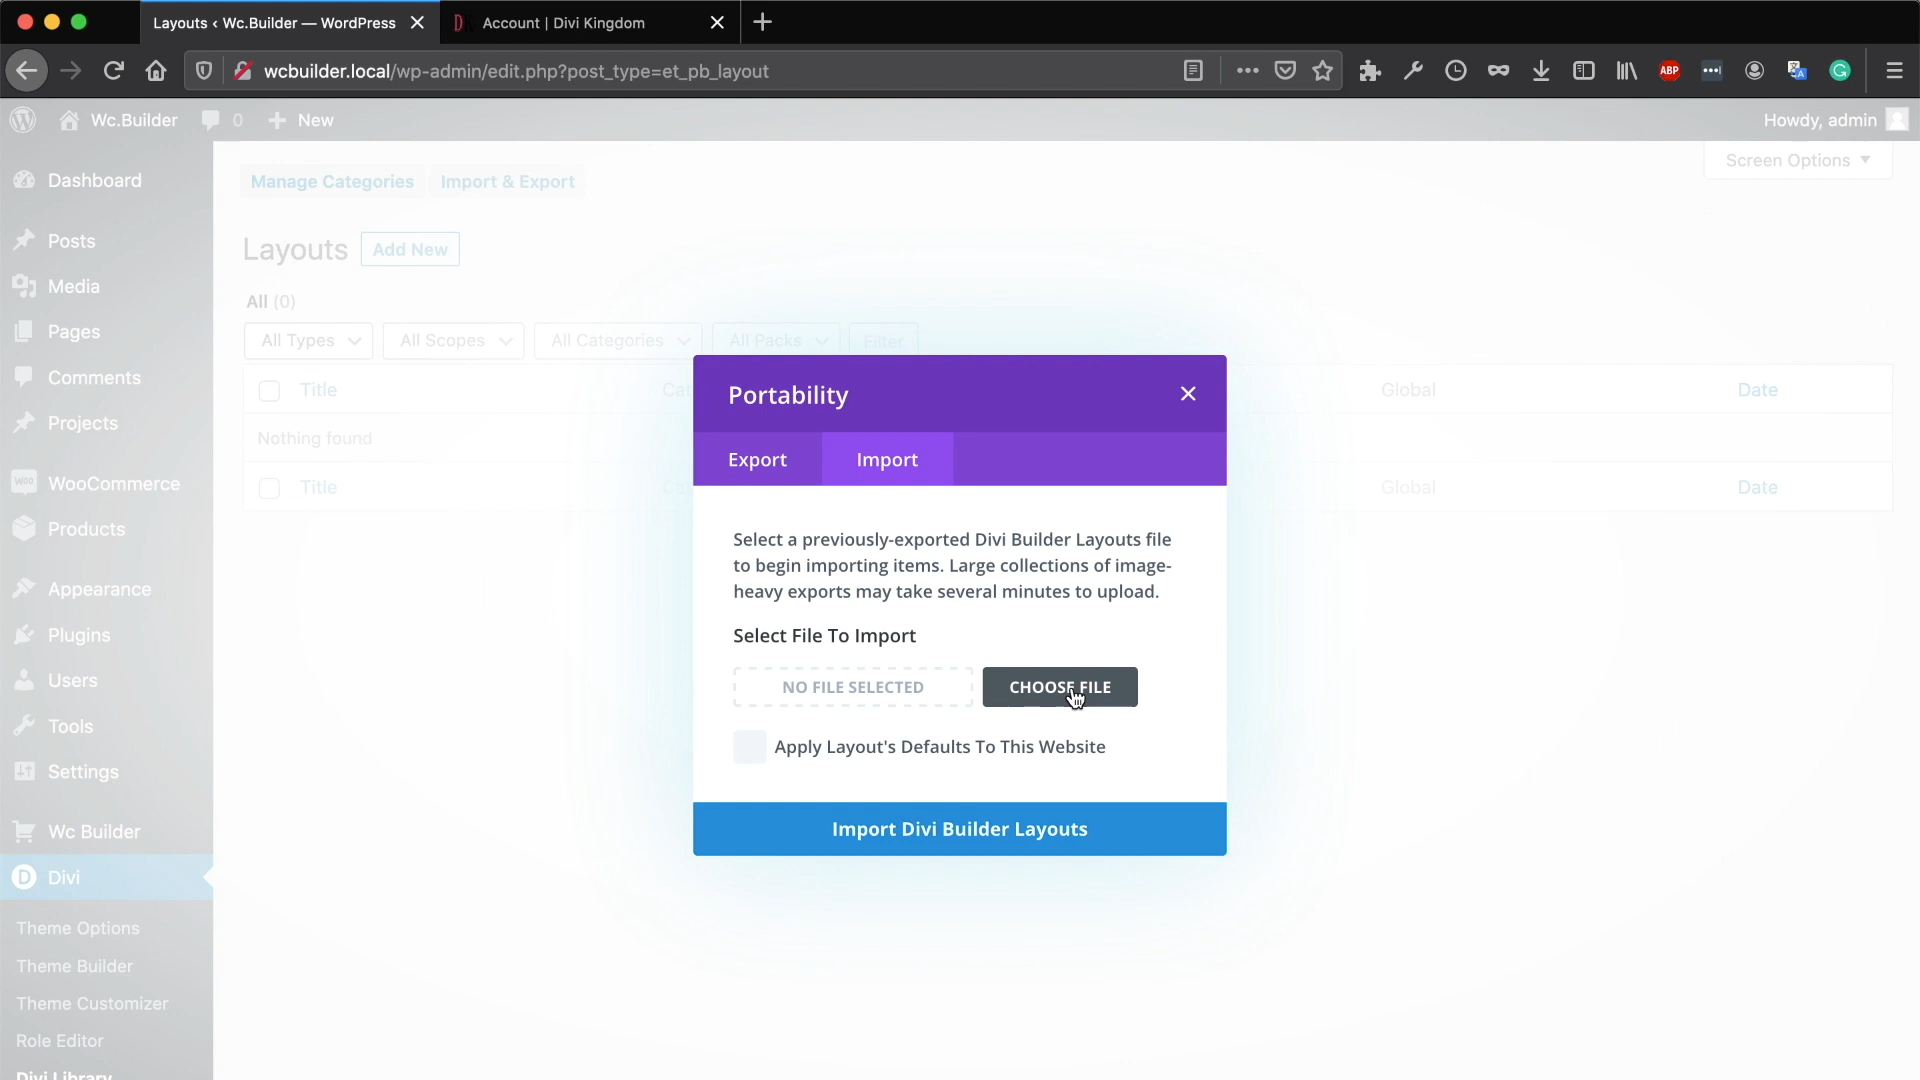 Layouts ‹ Wc.Builder — WordPress
Account | Divi Kingdom
wcbuilder.local/wp-admin/edit.php?post_type=et_pb_layout
ABP
Wc.Builder
0
New
Howdy, admin
Dashboard
Posts
Media
Pages
Comments
Projects
WooCommerce
Products
Appearance
Plugins
Users
Tools
Settings
Wc Builder
Divi
Theme Options
Theme Builder
Theme Customizer
Role Editor
Divi Library
Manage Categories
Import & Export
Screen Options
Layouts
Add New
All (0)
All Types
All Scopes
All Categories
All Packs
Filter
Title
Global
Date
Nothing found
Title
Global
Date
Portability
Export
Import
Select a previously-exported Divi Builder Layouts file
to begin importing items. Large collections of image-
heavy exports may take several minutes to upload.
Select File To Import
NO FILE SELECTED
CHOOSE FILE
Apply Layout's Defaults To This Website
Import Divi Builder Layouts